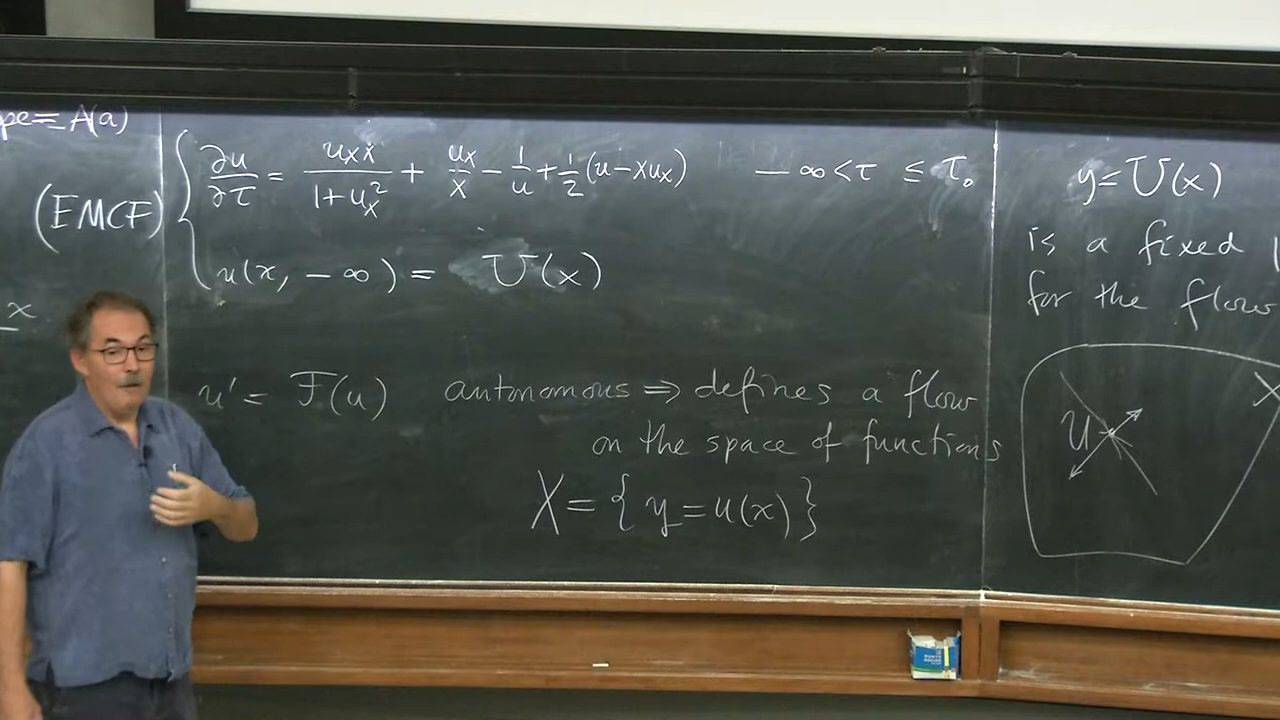 pe = A(a)
x
(EMCF)
∂u/∂τ = u_xx/(1+u_x^2) + u_x/x − 1/u + 1/2(u−xu_x)   −∞<τ ≤ τ_0
u(x, −∞) = U(x)
u' = F(u)   autonomous ⇒ defines a flow
on the space of functions
X = { y = u(x) }
y = U(x)
is a fixed
for the flow
U
X